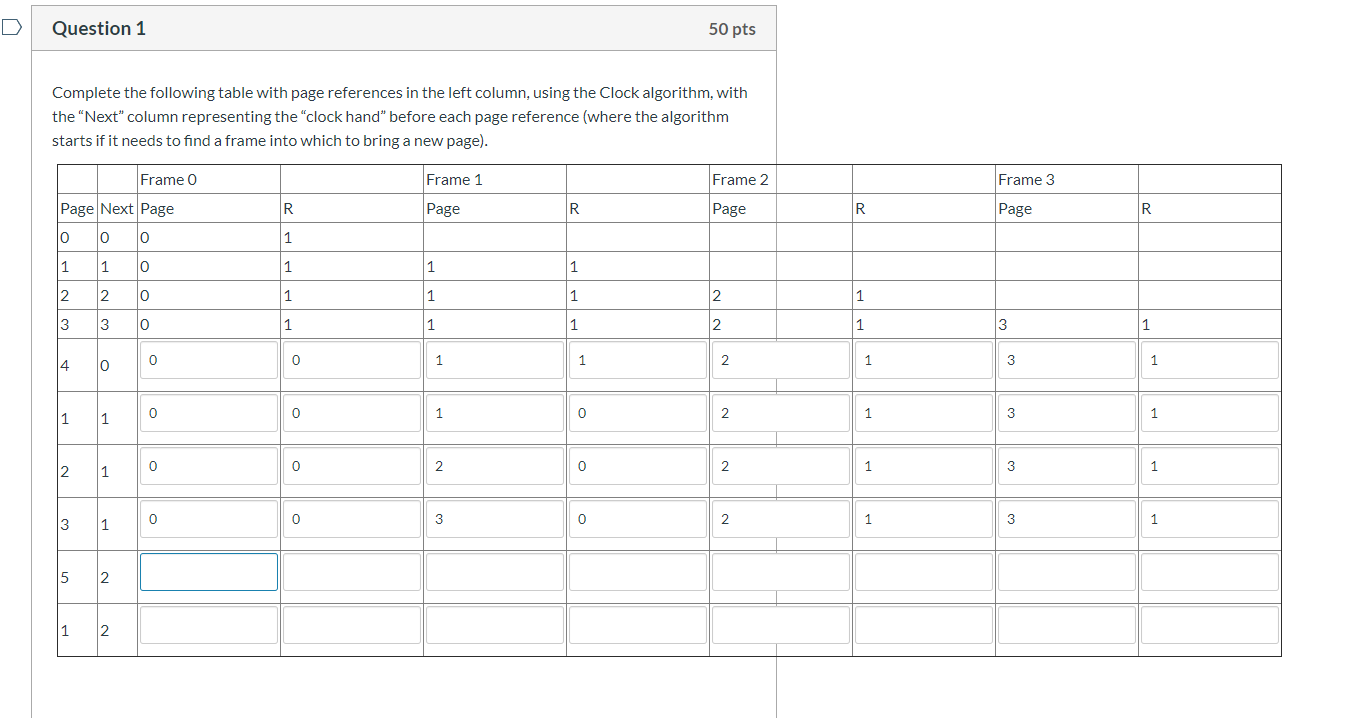 Question 1 50 pts
Complete the following table with page references in the left column, using the Clock algorithm, with
the “Next” column representing the “clock hand” before each page reference (where the algorithm
starts if it needs to find a frame into which to bring a new page).
Frame 0 Frame 1 Frame 2 Frame 3
Page Next Page R Page R Page R Page R
0 0 0 1
1 1 0 1 1 1
2 2 0 1 1 1 2 1
3 3 0 1 1 1 2 1 3 1
4 0 0 0 1 1 2 1 3 1
1 1 0 0 1 0 2 1 3 1
2 1 0 0 2 0 2 1 3 1
3 1 0 0 3 0 2 1 3 1
5 2
1 2